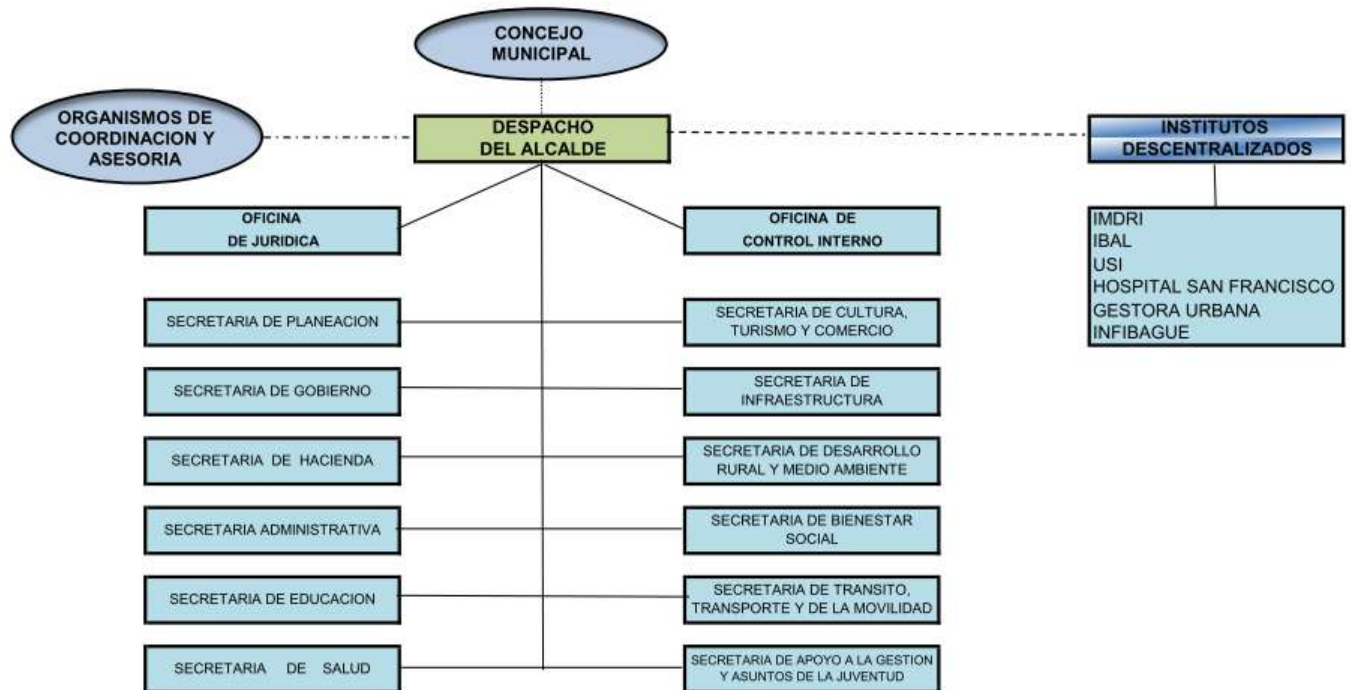 CONCEJO
MUNICIPAL
ORGANISMOS DE
COORDINACION Y
ASESORIA
DESPACHO
DEL ALCALDE
INSTITUTOS
DESCENTRALIZADOS
OFICINA
DE JURIDICA
OFICINA DE
CONTROL INTERNO
IMDRI
IBAL
USI
HOSPITAL SAN FRANCISCO
GESTORA URBANA
INFIBAGUE
SECRETARIA DE PLANEACION
SECRETARIA DE CULTURA,
TURISMO Y COMERCIO
SECRETARIA DE GOBIERNO
SECRETARIA DE
INFRAESTRUCTURA
SECRETARIA DE HACIENDA
SECRETARIA DE DESARROLLO
RURAL Y MEDIO AMBIENTE
SECRETARIA ADMINISTRATIVA
SECRETARIA DE BIENESTAR
SOCIAL
SECRETARIA DE EDUCACION
SECRETARIA DE TRANSITO,
TRANSPORTE Y DE LA MOVILIDAD
SECRETARIA DE SALUD
SECRETARIA DE APOYO A LA GESTION
Y ASUNTOS DE LA JUVENTUD